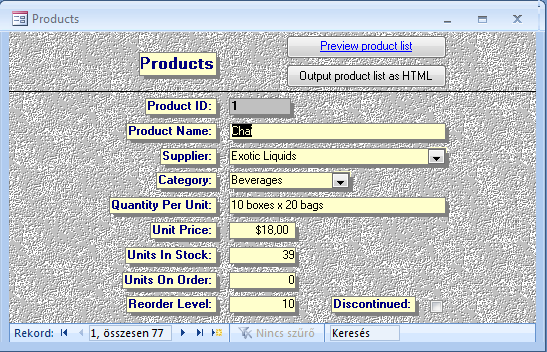 Products
Preview product list
Products
Output product list as HTML
Product ID: 1
Product Name: Chai
Supplier: Exotic Liquids
Category: Beverages
Quantity Per Unit: 10 boxes x 20 bags
Unit Price: $18,00
Units In Stock: 39
Units On Order: 0
Reorder Level: 10 Discontinued:
Rekord: 1, összesen 77 Nincs szűrő Keresés